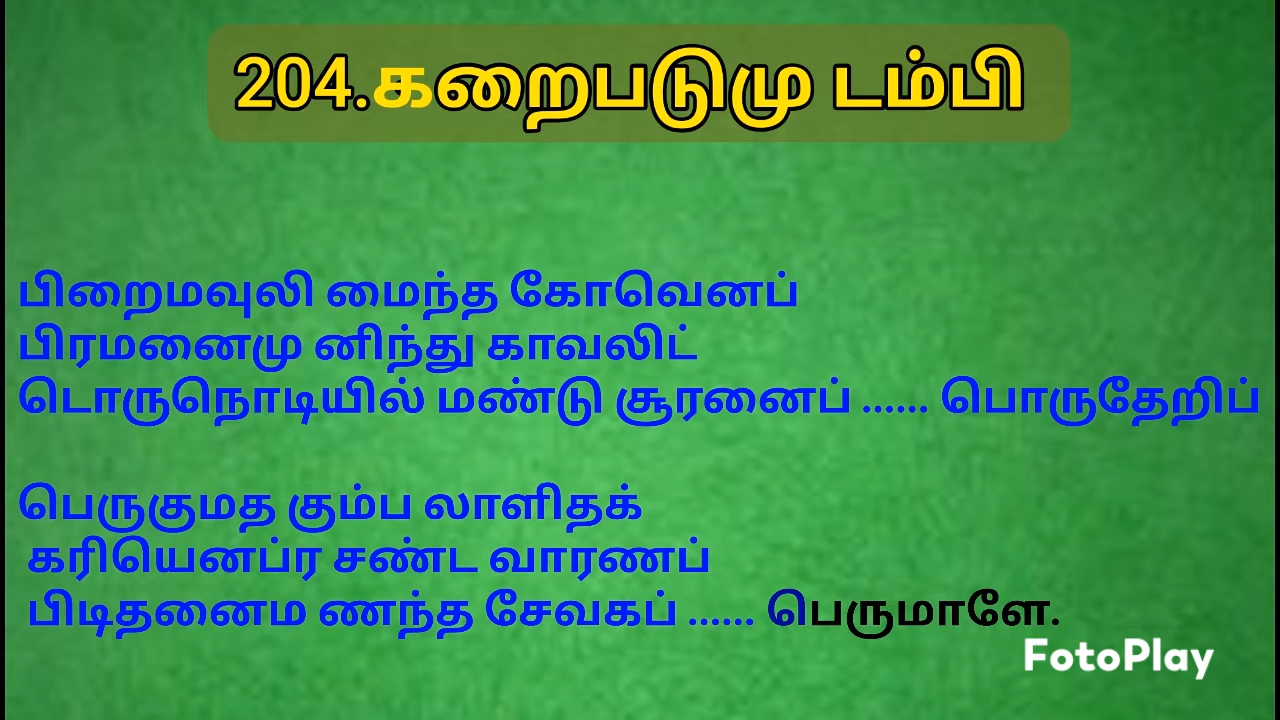 204.கறைபடுமு டம்பி
பிறைமவுலி மைந்த கோவெனப்
பிரமனைமு னிந்து காவலிட்
டொருநொடியில் மண்டு சூரனைப் ...... பொருதேறிப்
பெருகுமத கும்ப லாளிதக்
கரியெனப்ர சண்ட வாரணப்
பிடிதனைம ணந்த சேவகப் ...... பெருமாளே.
FotoPlay